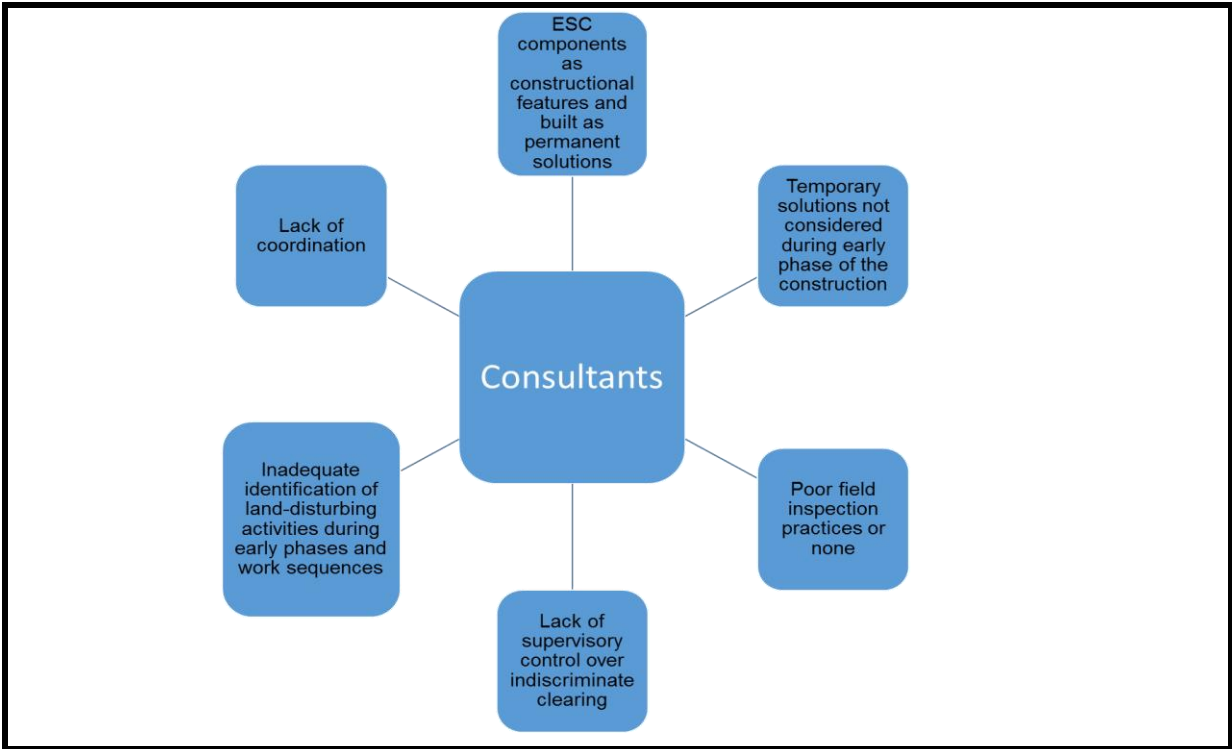 ESC
components
as
constructional
features and
built as
permanent
solutions
Temporary
solutions not
considered
during early
phase of the
construction
Lack of
coordination
Consultants
Inadequate
identification of
land-disturbing
activities during
early phases and
work sequences
Poor field
inspection
practices or
none
Lack of
supervisory
control over
indiscriminate
clearing